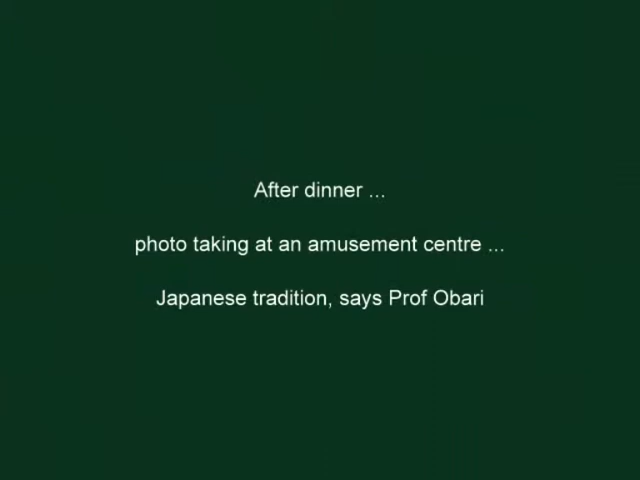 After dinner ...
photo taking at an amusement centre ...
Japanese tradition, says Prof Obari